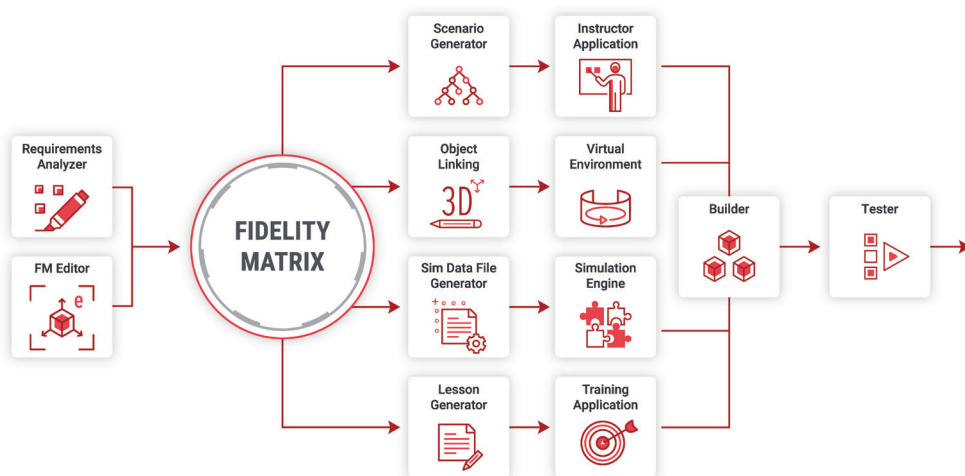 Requirements
Analyzer
FM Editor
e
FIDELITY
MATRIX
Scenario
Generator
Instructor
Application
Object
Linking
3D
Virtual
Environment
Sim Data File
Generator
Simulation
Engine
Lesson
Generator
Training
Application
Builder
Tester